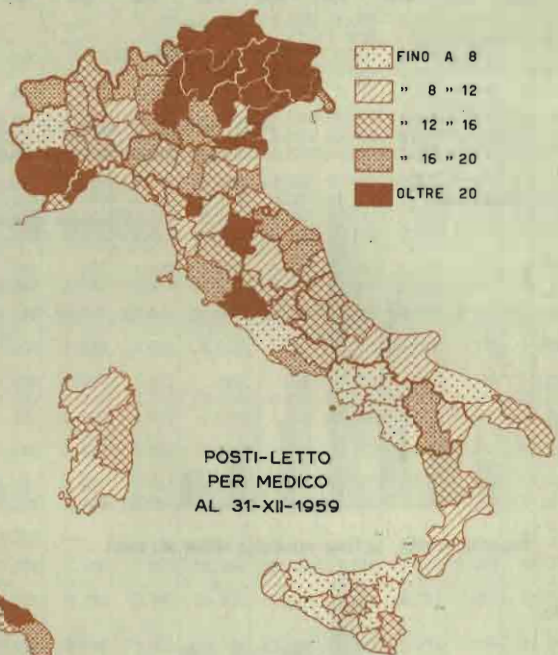 FINO A 8
" 8 " 12
" 12 " 16
" 16 " 20
OLTRE 20
POSTI-LETTO
PER MEDICO
AL 31-XII-1959